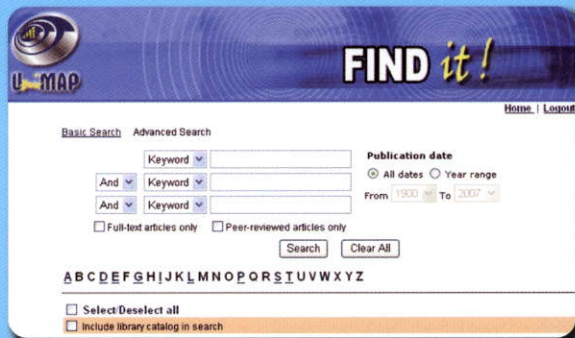 UniMAP
FIND it!
Home | Logout
Basic Search Advanced Search
Keyword
And Keyword
And Keyword
Publication date
All dates Year range
From 1900 To 2007
Full-text articles only Peer-reviewed articles only
Search Clear All
A B C D E F G H I J K L M N O P Q R S T U V W X Y Z
Select/Deselect all
Include library catalog in search